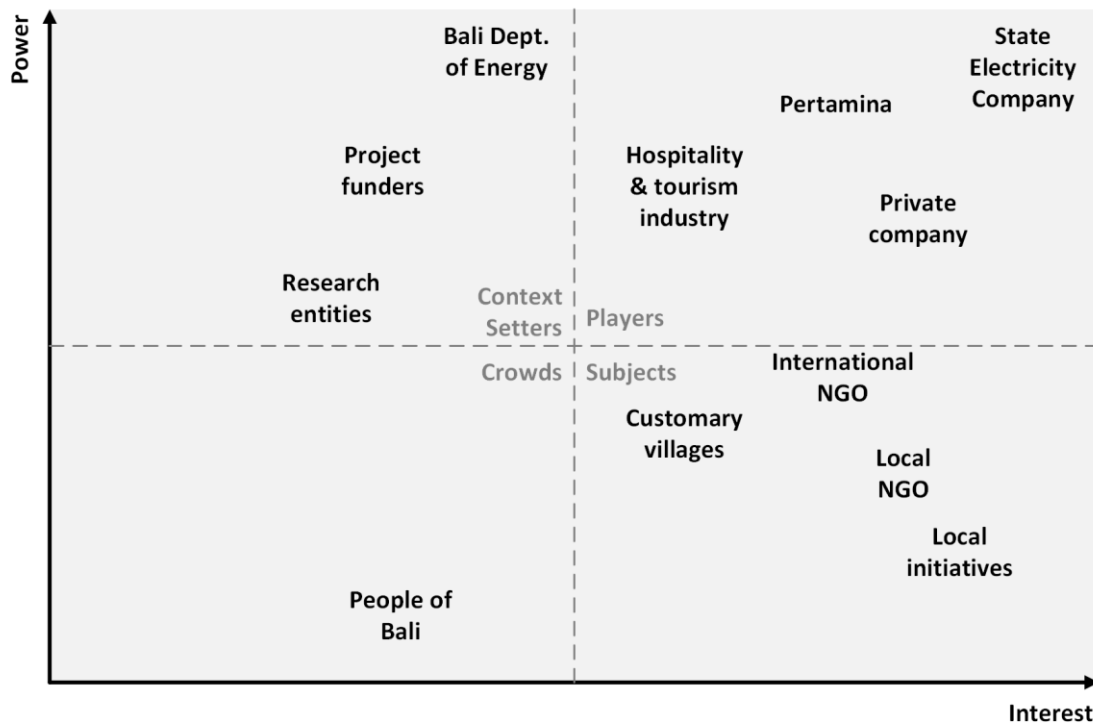 Power
Bali Dept.
of Energy
State
Electricity
Company
Pertamina
Project
funders
Hospitality
& tourism
industry
Private
company
Research
entities
Context
Setters
Players
Crowds
Subjects
International
NGO
Customary
villages
Local
NGO
Local
initiatives
People of
Bali
Interest